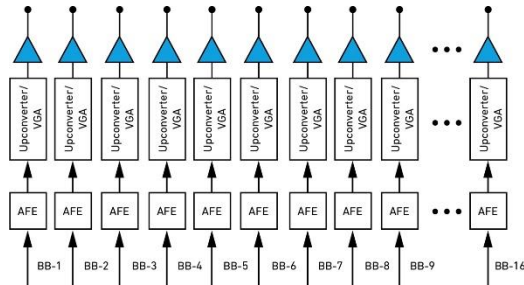 Upconverter/ VGA Upconverter/ VGA Upconverter/ VGA Upconverter/ VGA Upconverter/ VGA Upconverter/ VGA Upconverter/ VGA Upconverter/ VGA Upconverter/ VGA Upconverter/ VGA
AFE AFE AFE AFE AFE AFE AFE AFE AFE AFE
BB-1 BB-2 BB-3 BB-4 BB-5 BB-6 BB-7 BB-8 BB-9 BB-16